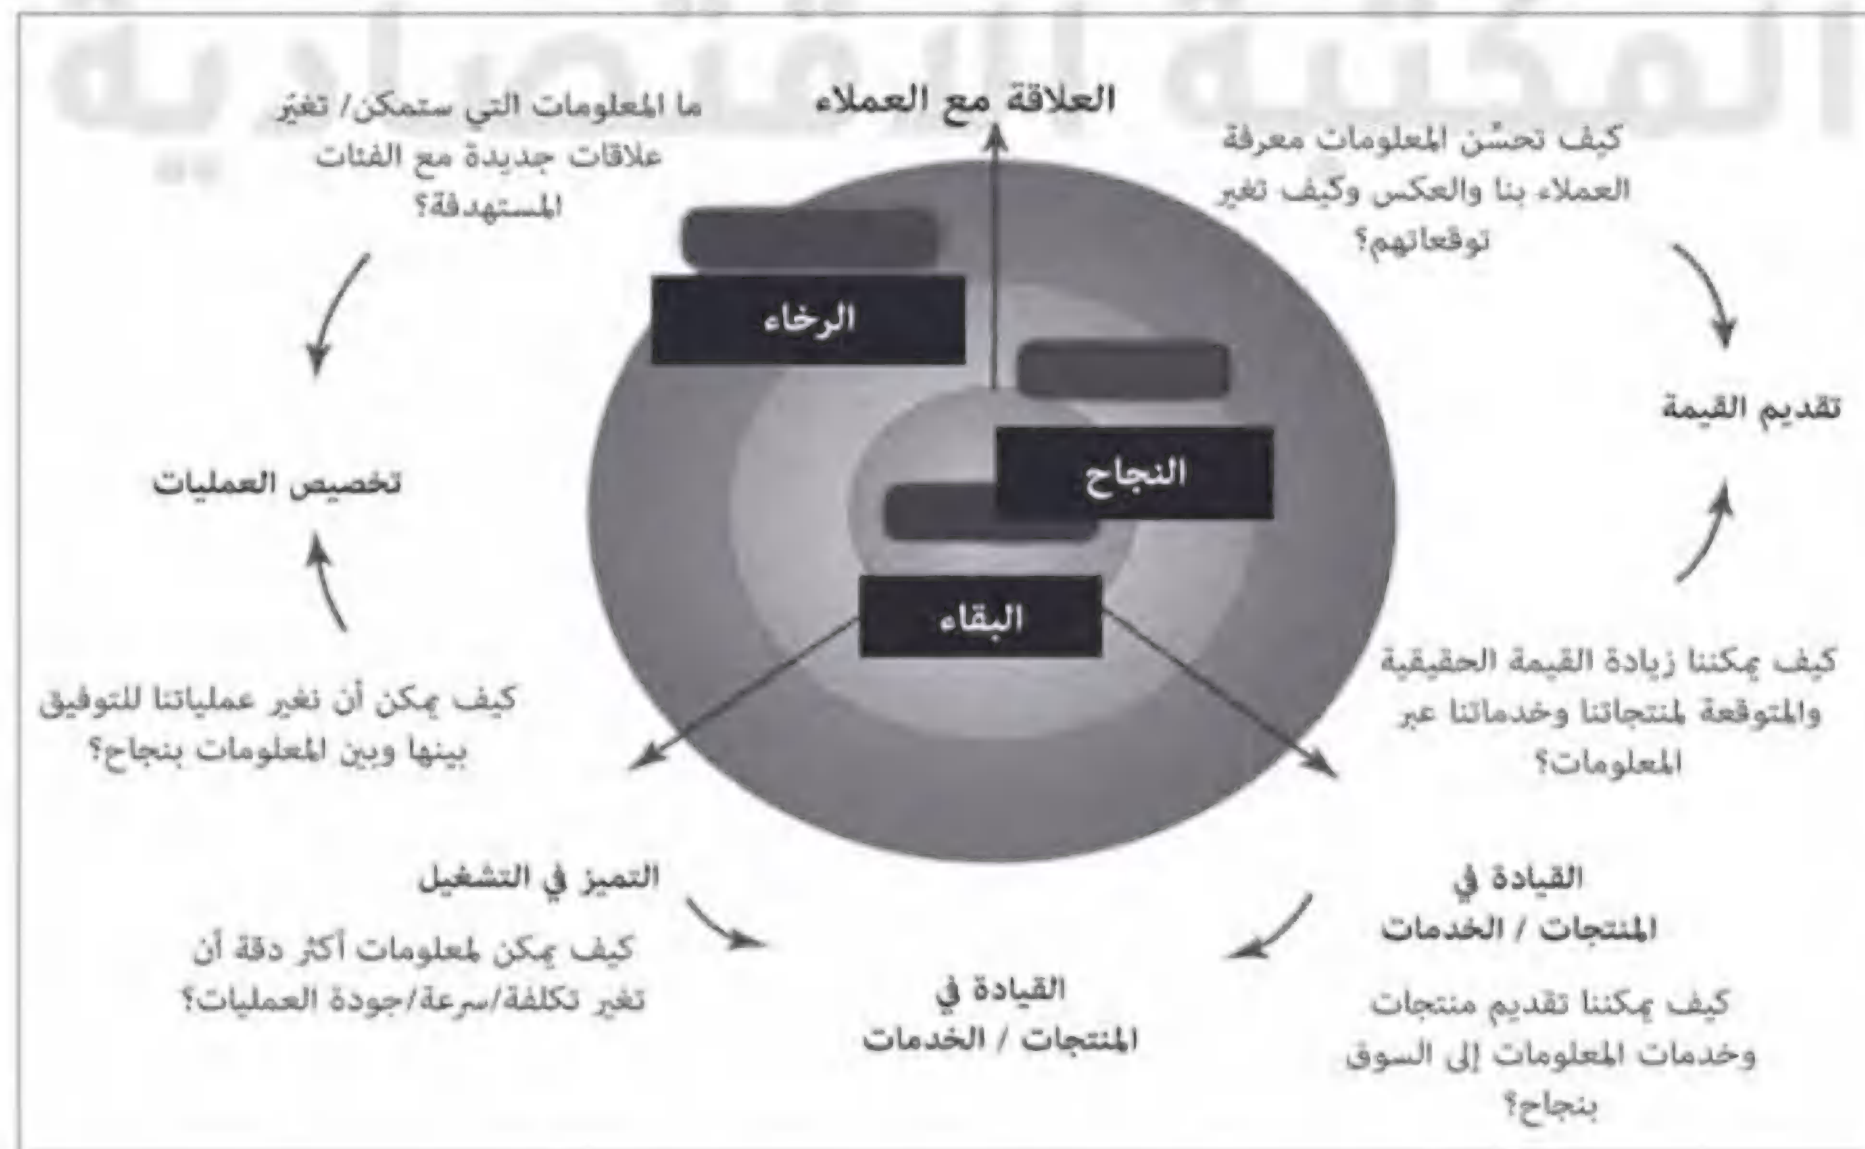 المكتبة الاقتصادية
العلاقة مع العملاء
كيف تحسّن المعلومات معرفة
العملاء بنا والعكس وكيف تغير
توقعاتهم؟
تقديم القيمة
كيف يمكننا زيادة القيمة الحقيقية
والمتوقعة لمنتجاتنا وخدماتنا عبر
المعلومات؟
القيادة في
المنتجات / الخدمات
كيف يمكننا تقديم منتجات
وخدمات المعلومات إلى السوق
بنجاح؟
القيادة في
المنتجات / الخدمات
التميز في التشغيل
كيف يمكن لمعلومات أكثر دقة أن
تغير تكلفة/سرعة/جودة العمليات؟
كيف يمكن أن نغير عملياتنا للتوفيق
بينها وبين المعلومات بنجاح؟
تخصيص العمليات
ما المعلومات التي ستمكن/ تغيّر
علاقات جديدة مع الفئات
المستهدفة؟
الرخاء
النجاح
البقاء